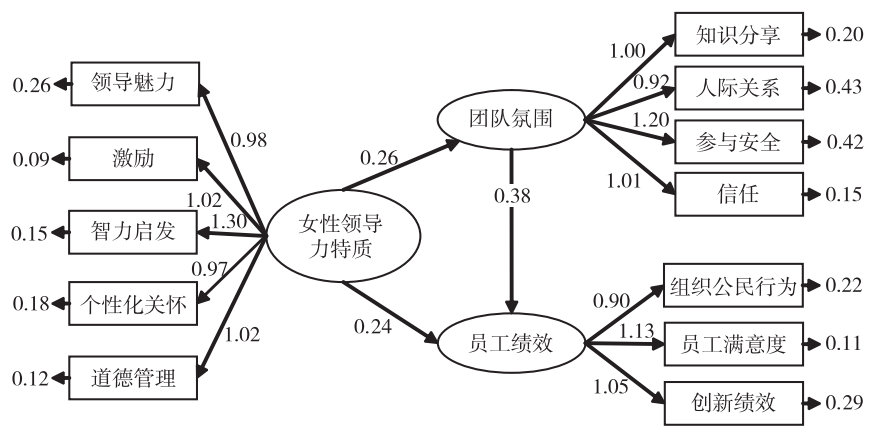 领导魅力
0.26
激励
0.09
智力启发
0.15
个性化关怀
0.18
道德管理
0.12
0.98
1.02
1.30
0.97
1.02
女性领导
力特质
0.26
0.24
团队氛围
0.38
员工绩效
1.00
0.92
1.20
1.01
知识分享
0.20
人际关系
0.43
参与安全
0.42
信任
0.15
0.90
1.13
1.05
组织公民行为
0.22
员工满意度
0.11
创新绩效
0.29